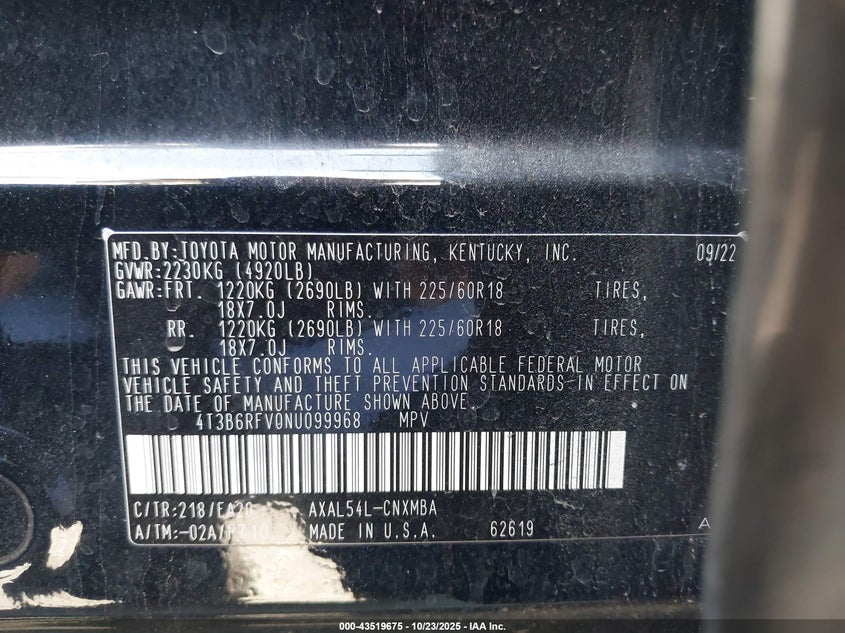 MFD.BY:TOYOTA MOTOR MANUFACTURING, KENTUCKY, INC. 09/22
GVWR:2230KG (4920LB)
GAWR:FRT. 1220KG (2690LB) WITH 225/60R18 TIRES,
18X7.0J RIMS.
RR. 1220KG (2690LB) WITH 225/60R18 TIRES,
18X7.0J RIMS.
THIS VEHICLE CONFORMS TO ALL APPLICABLE FEDERAL MOTOR
VEHICLE SAFETY AND THEFT PREVENTION STANDARDS IN EFFECT ON
THE DATE OF MANUFACTURE SHOWN ABOVE.
4T3B6RFV0NU099968 MPV
C/TR:218/EA20 AXAL54L-CNXMBA
A/TM:-02A/P710 MADE IN U.S.A. 62619 A
000-43519675 | 10/23/2025 - IAA Inc.